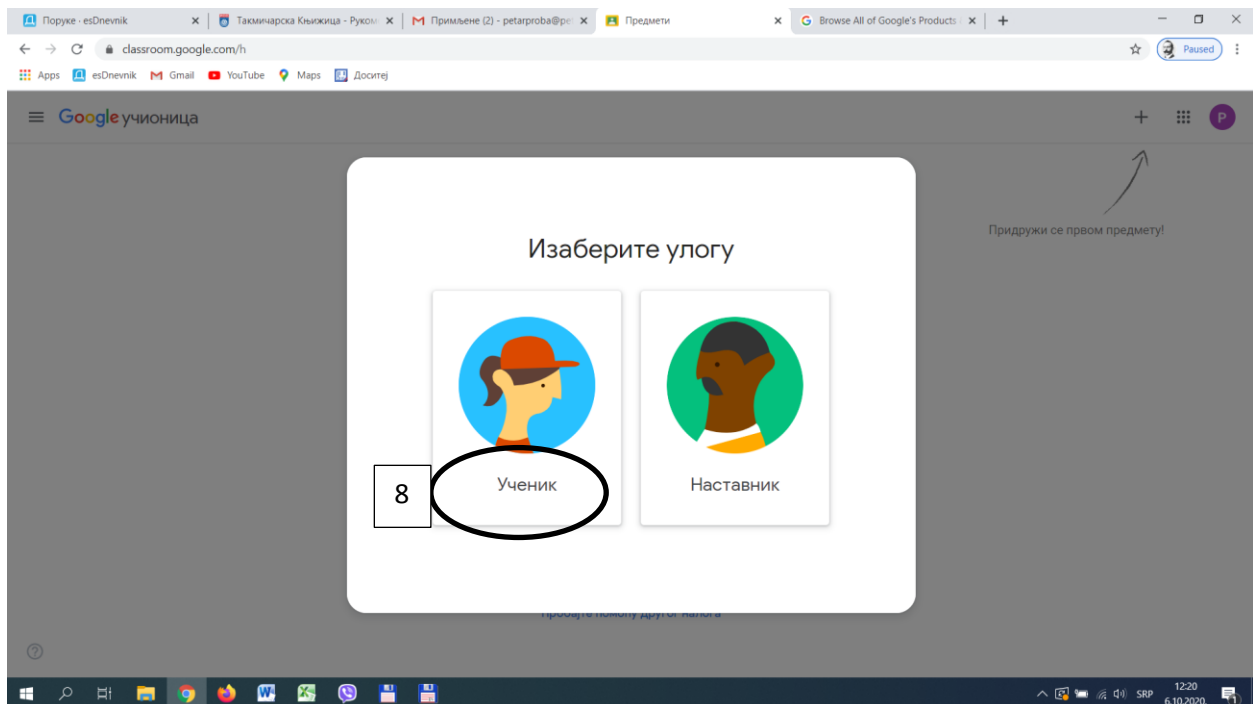 Поруке · esDnevnik
Такмичарска Књижица - Руком
Примљене (2) - petarproba@pe
Предмети
Browse All of Google's Products
classroom.google.com/h
Paused
Apps
esDnevnik
Gmail
YouTube
Maps
Доситеј
Google учионица
P
Придружи се првом предмету!
Изаберите улогу
8
Ученик
Наставник
Пробајте помоћу другог налога
SRP
12:20
6.10.2020.